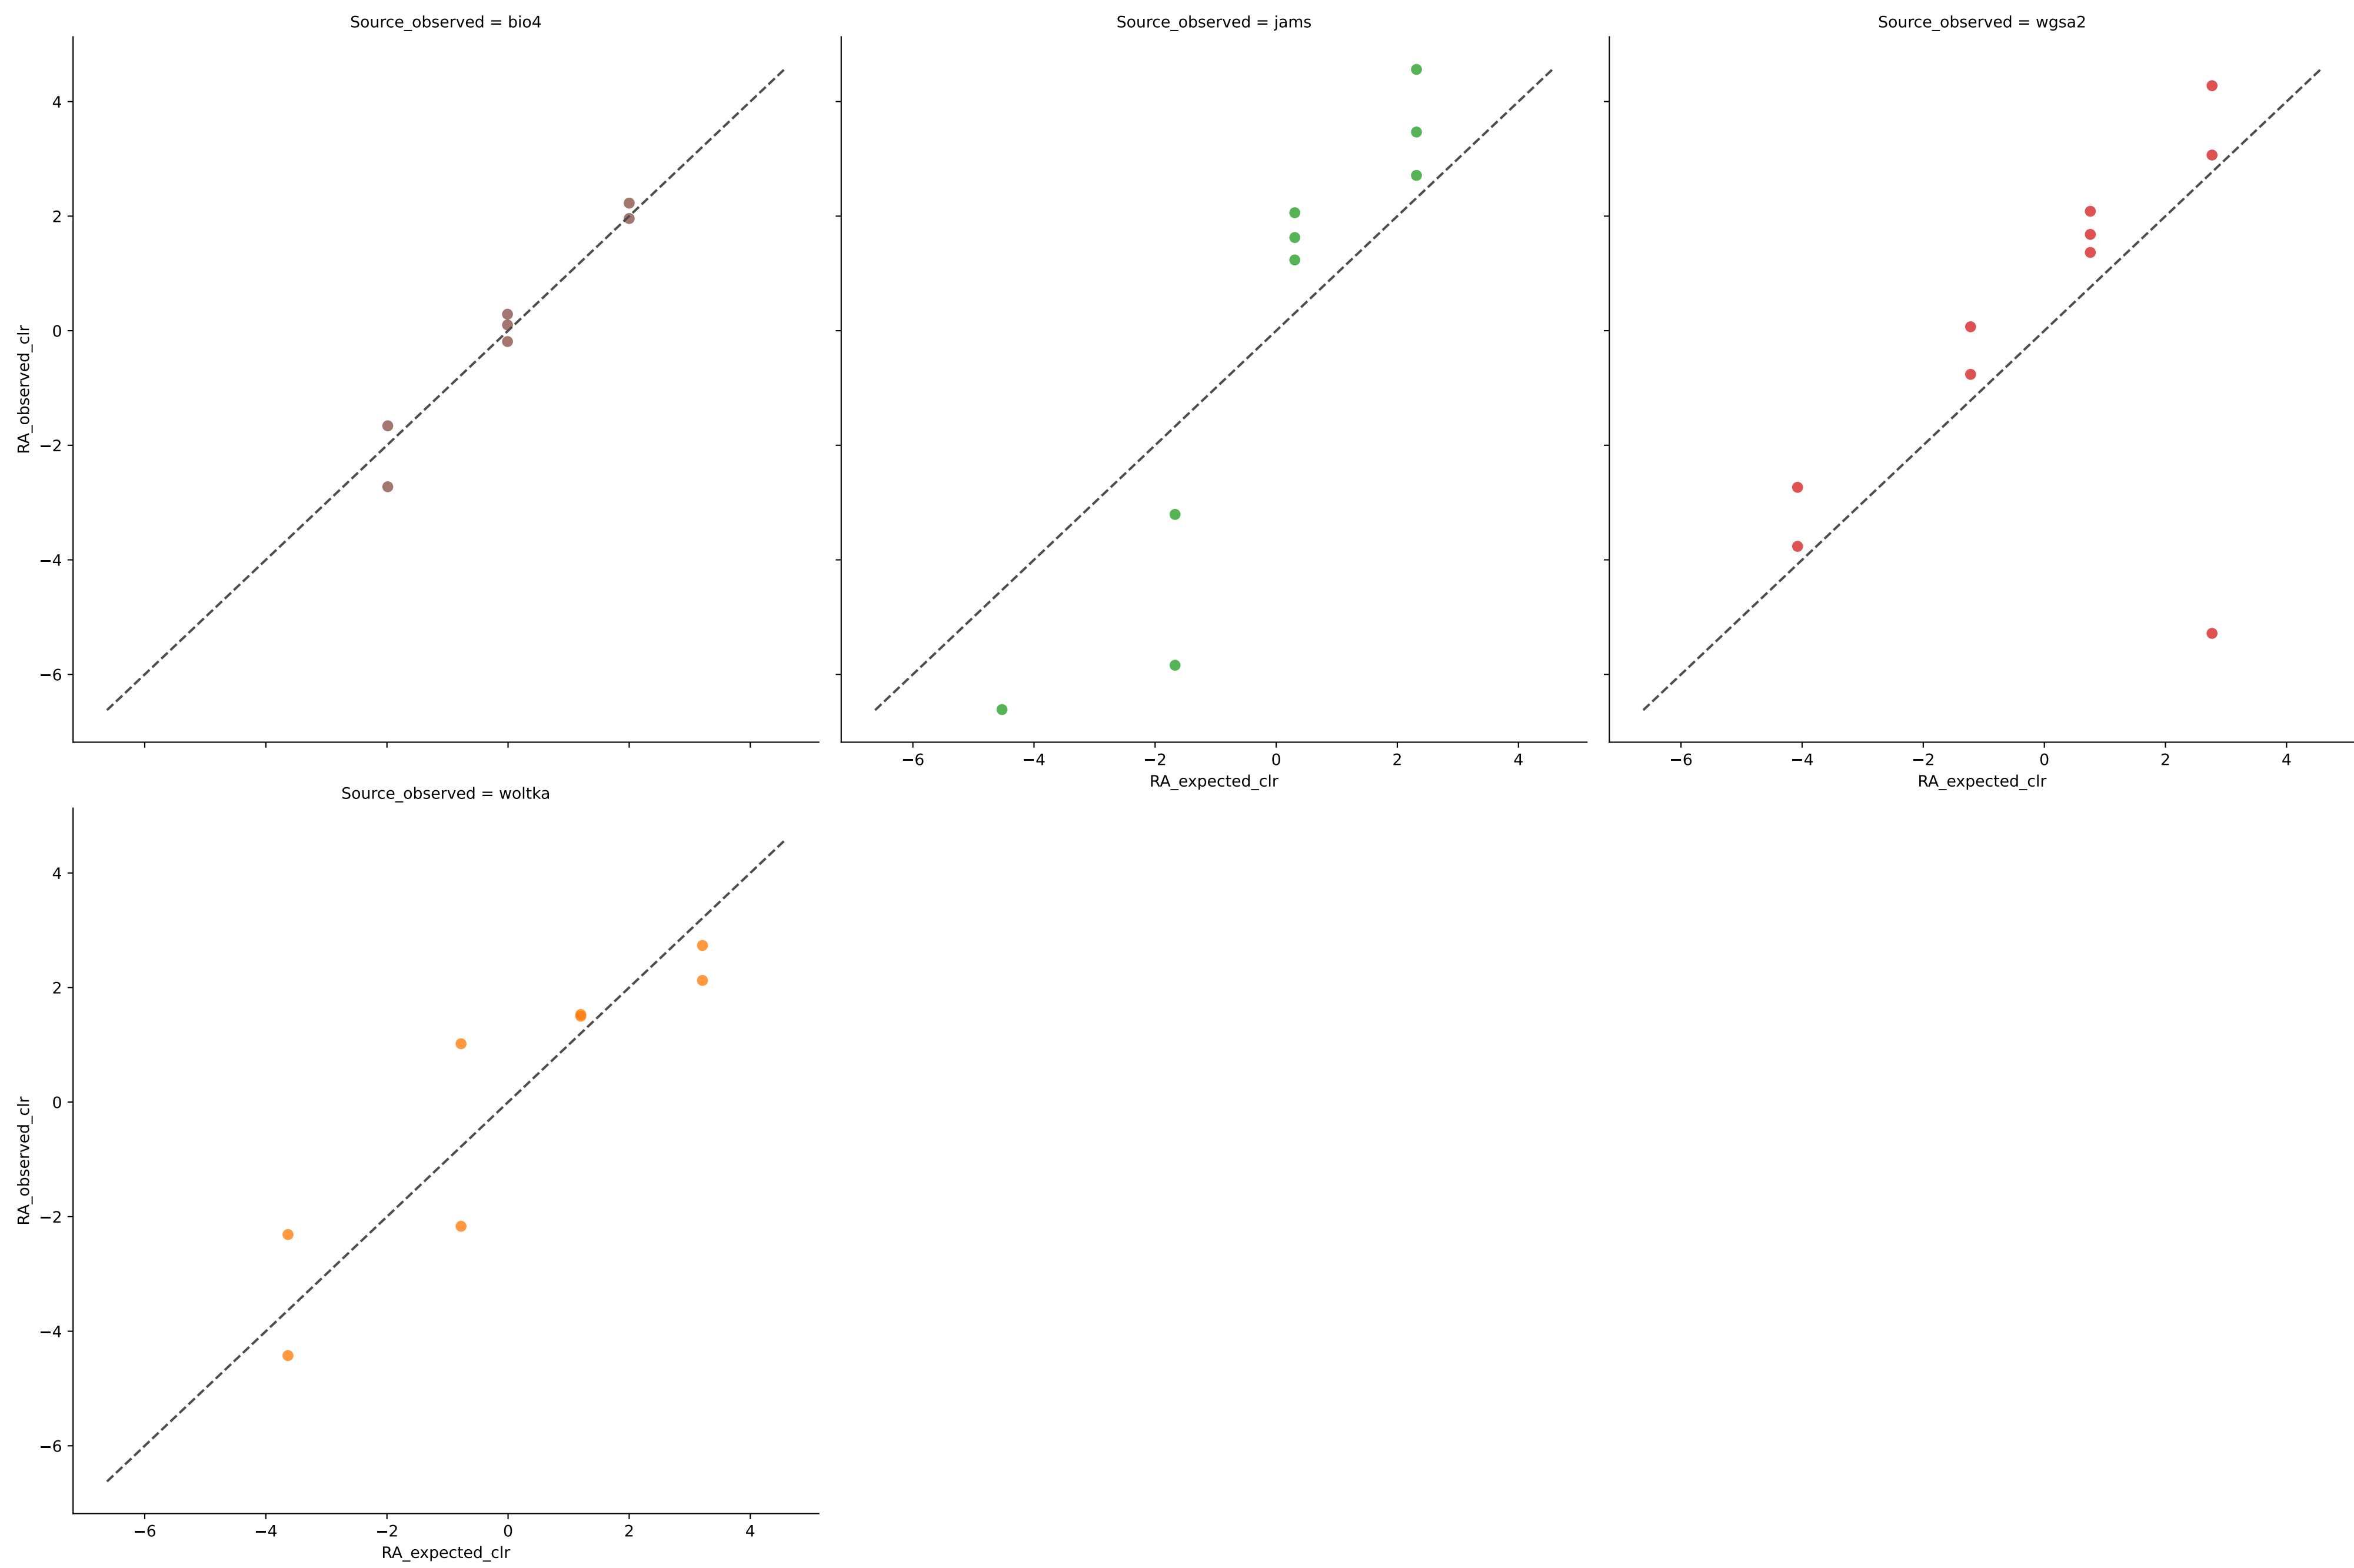 Source_observed = bio4
Source_observed = jams
Source_observed = wgsa2
4
2
0
−2
−4
−6
RA_observed_clr
−6 −4 −2 0 2 4
RA_expected_clr
−6 −4 −2 0 2 4
RA_expected_clr
Source_observed = woltka
4
2
0
−2
−4
−6
RA_observed_clr
−6 −4 −2 0 2 4
RA_expected_clr